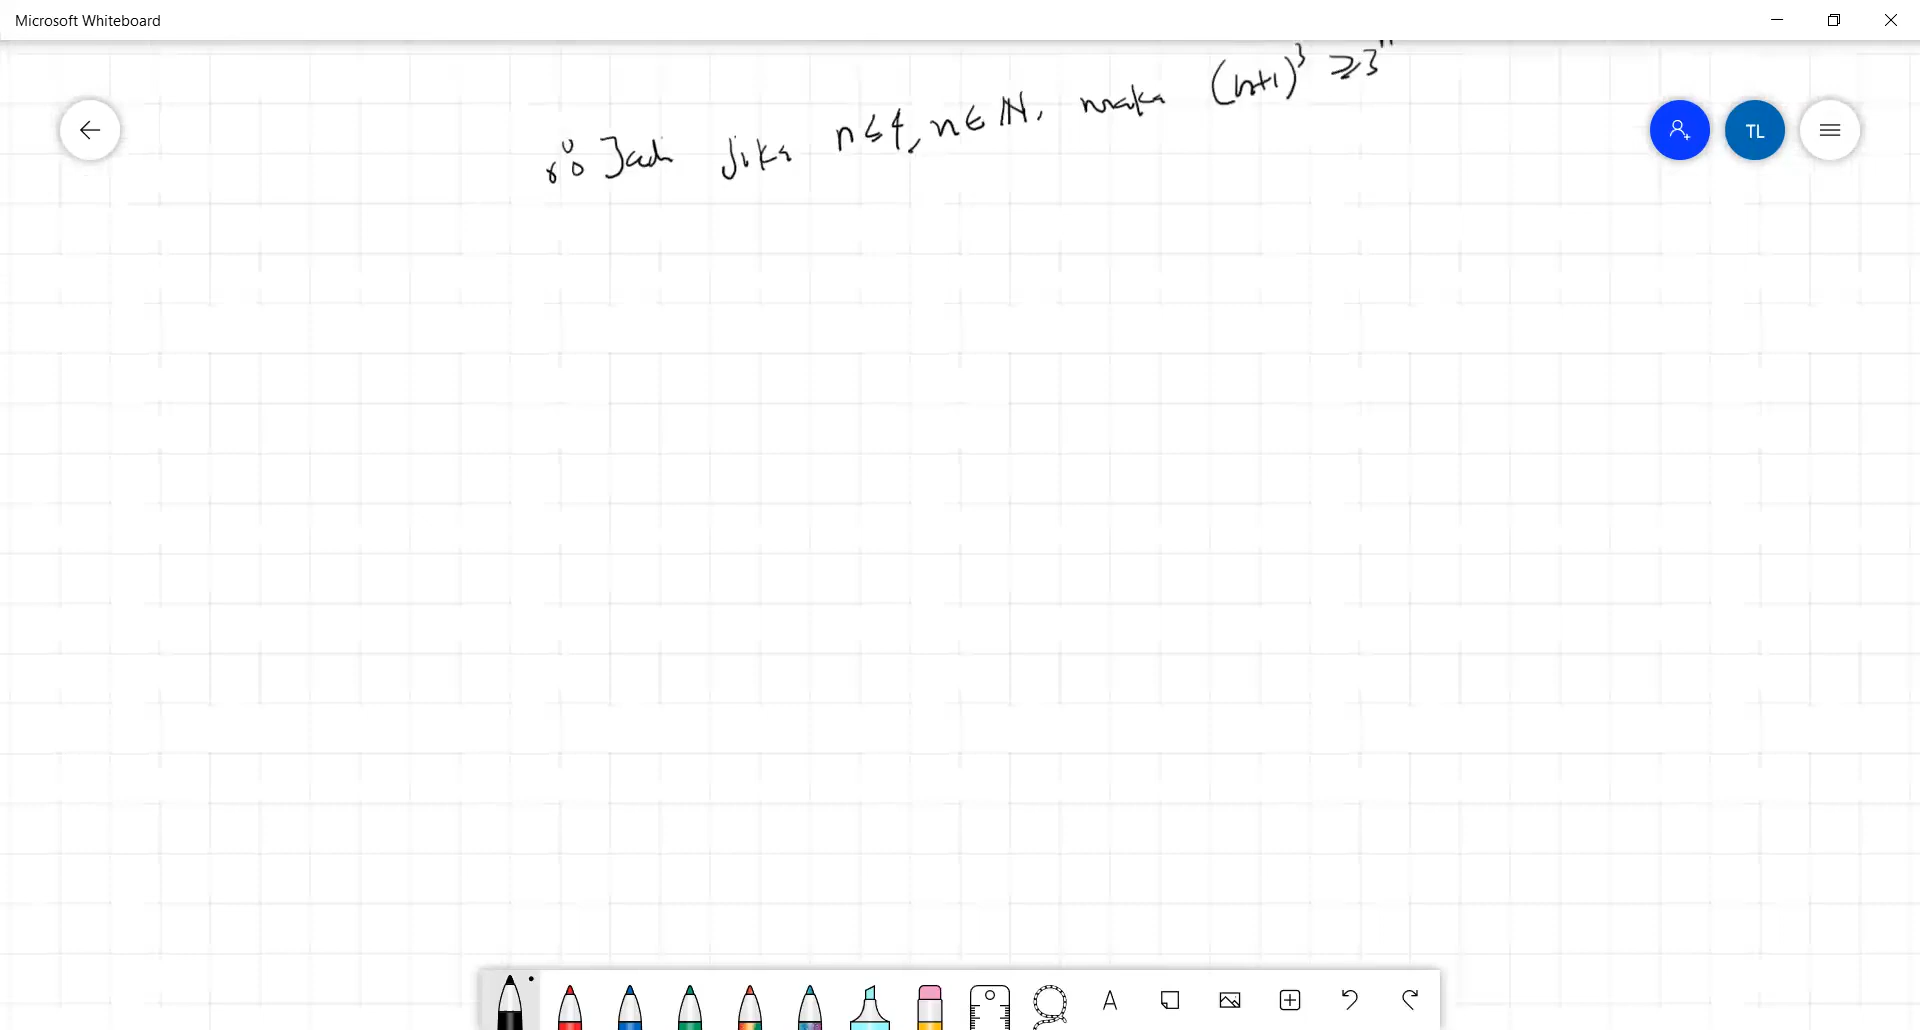 Microsoft Whiteboard
∴ Jadi Jika n ≤ 4, n ∈ ℕ, maka (n+1)³ ≥ 3ⁿ
TL
A